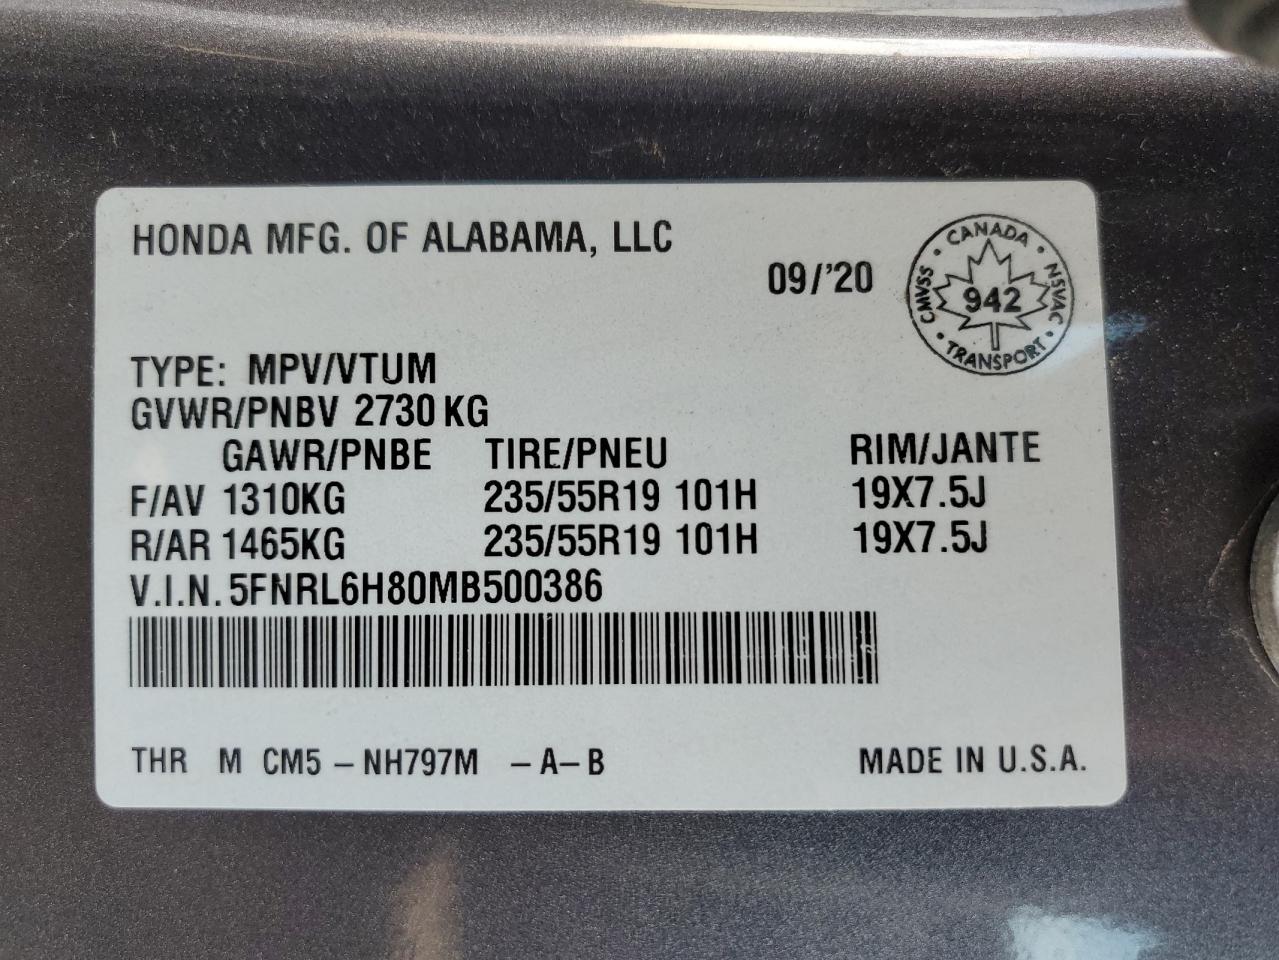 HONDA MFG. OF ALABAMA, LLC
09/'20
CANADA
CMVSS 942 NSVAC
TRANSPORT
TYPE: MPV/VTUM
GVWR/PNBV 2730 KG
GAWR/PNBE TIRE/PNEU RIM/JANTE
F/AV 1310KG 235/55R19 101H 19X7.5J
R/AR 1465KG 235/55R19 101H 19X7.5J
V.I.N. 5FNRL6H80MB500386
THR M CM5 – NH797M – A– B MADE IN U.S.A.